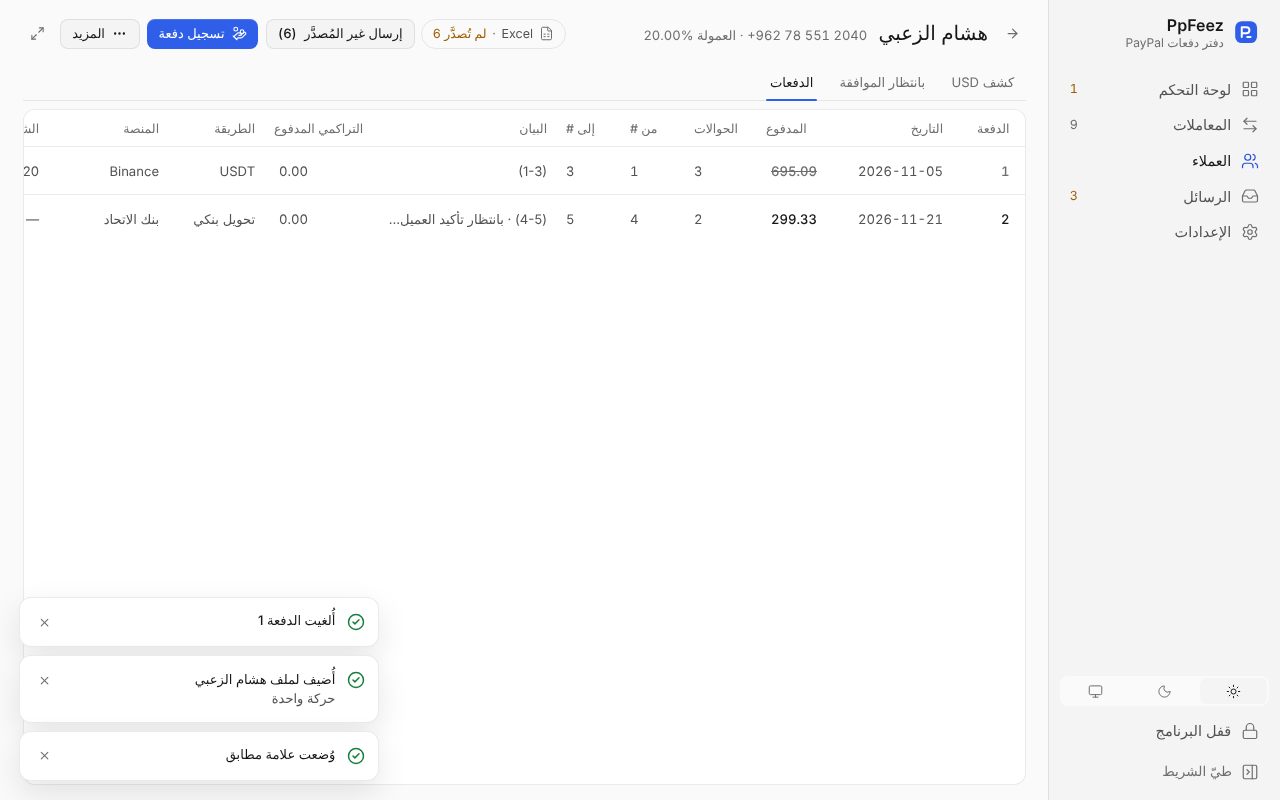 PpFeez
دفتر دفعات PayPal
لوحة التحكم 1
المعاملات 9
العملاء
الرسائل 3
الإعدادات
قفل البرنامج
طيّ الشريط
هشام الزعبي
+962 78 551 2040 · العمولة 20.00%
Excel · لم تُصدَّر 6
إرسال غير المُصدَّر (6)
تسجيل دفعة
المزيد
كشف USD
بانتظار الموافقة
الدفعات
الدفعة التاريخ المدفوع الحوالات من # إلى # البيان التراكمي المدفوع الطريقة المنصة
1 2026-11-05 695.09 3 1 3 (1-3) 0.00 USDT Binance 20
2 2026-11-21 299.33 2 4 5 (4-5) · بانتظار تأكيد العميل... 0.00 تحويل بنكي بنك الاتحاد —
أُلغيت الدفعة 1
أُضيف لملف هشام الزعبي
حركة واحدة
وُضعت علامة مطابق